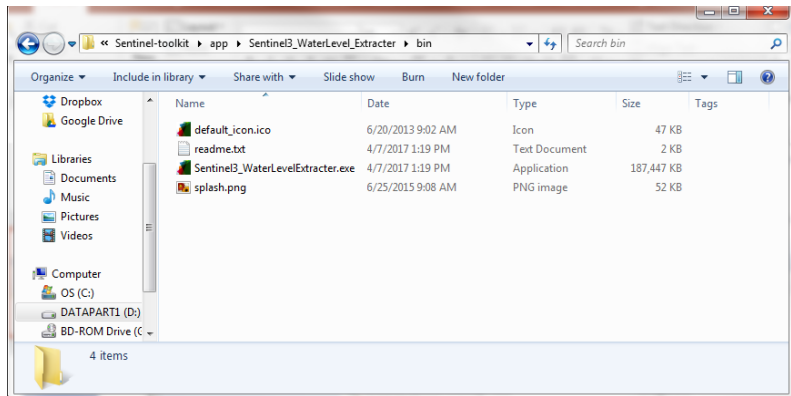 « Sentinel-toolkit ▸ app ▸ Sentinel3_WaterLevel_Extracter ▸ bin Search bin
Organize Include in library Share with Slide show Burn New folder
Name Date Type Size Tags
Dropbox
Google Drive
Libraries
Documents
Music
Pictures
Videos
Computer
OS (C:)
DATAPART1 (D:)
BD-ROM Drive (
default_icon.ico 6/20/2013 9:02 AM Icon 47 KB
readme.txt 4/7/2017 1:19 PM Text Document 2 KB
Sentinel3_WaterLevelExtracter.exe 4/7/2017 1:19 PM Application 187,447 KB
splash.png 6/25/2015 9:08 AM PNG image 52 KB
4 items